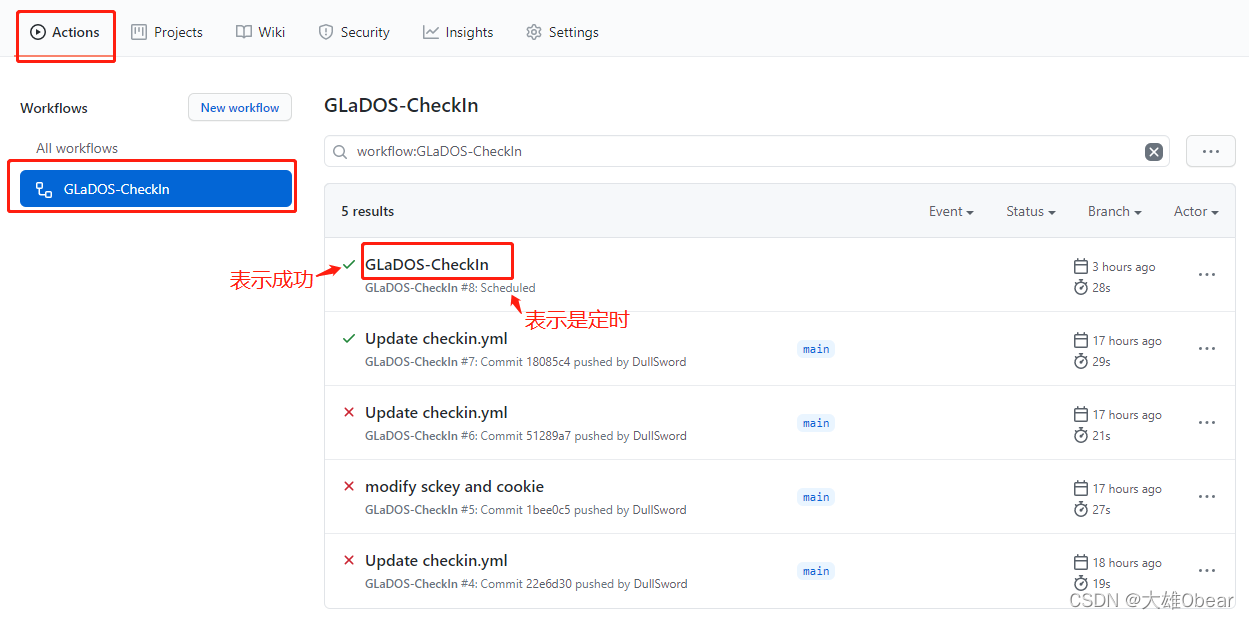 Actions
Projects
Wiki
Security
Insights
Settings
Workflows
New workflow
All workflows
GLaDOS-CheckIn
GLaDOS-CheckIn
workflow:GLaDOS-CheckIn
5 results
Event
Status
Branch
Actor
GLaDOS-CheckIn
GLaDOS-CheckIn #8: Scheduled
3 hours ago
28s
表示成功
表示是定时
Update checkin.yml
GLaDOS-CheckIn #7: Commit 18085c4 pushed by DullSword
main
17 hours ago
29s
Update checkin.yml
GLaDOS-CheckIn #6: Commit 51289a7 pushed by DullSword
main
17 hours ago
21s
modify sckey and cookie
GLaDOS-CheckIn #5: Commit 1bee0c5 pushed by DullSword
main
17 hours ago
27s
Update checkin.yml
GLaDOS-CheckIn #4: Commit 22e6d30 pushed by DullSword
main
18 hours ago
19s
CSDN @大雄0bear